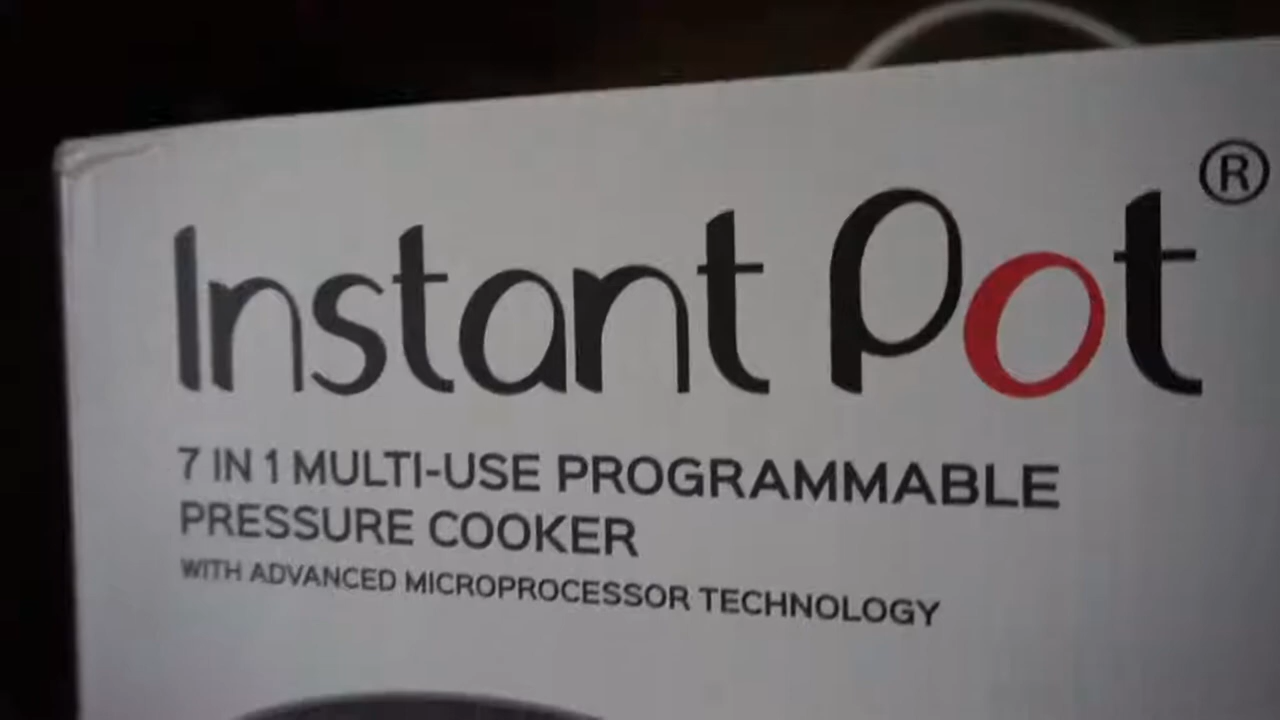 Instant Pot®
7 IN 1 MULTI-USE PROGRAMMABLE
PRESSURE COOKER
WITH ADVANCED MICROPROCESSOR TECHNOLOGY